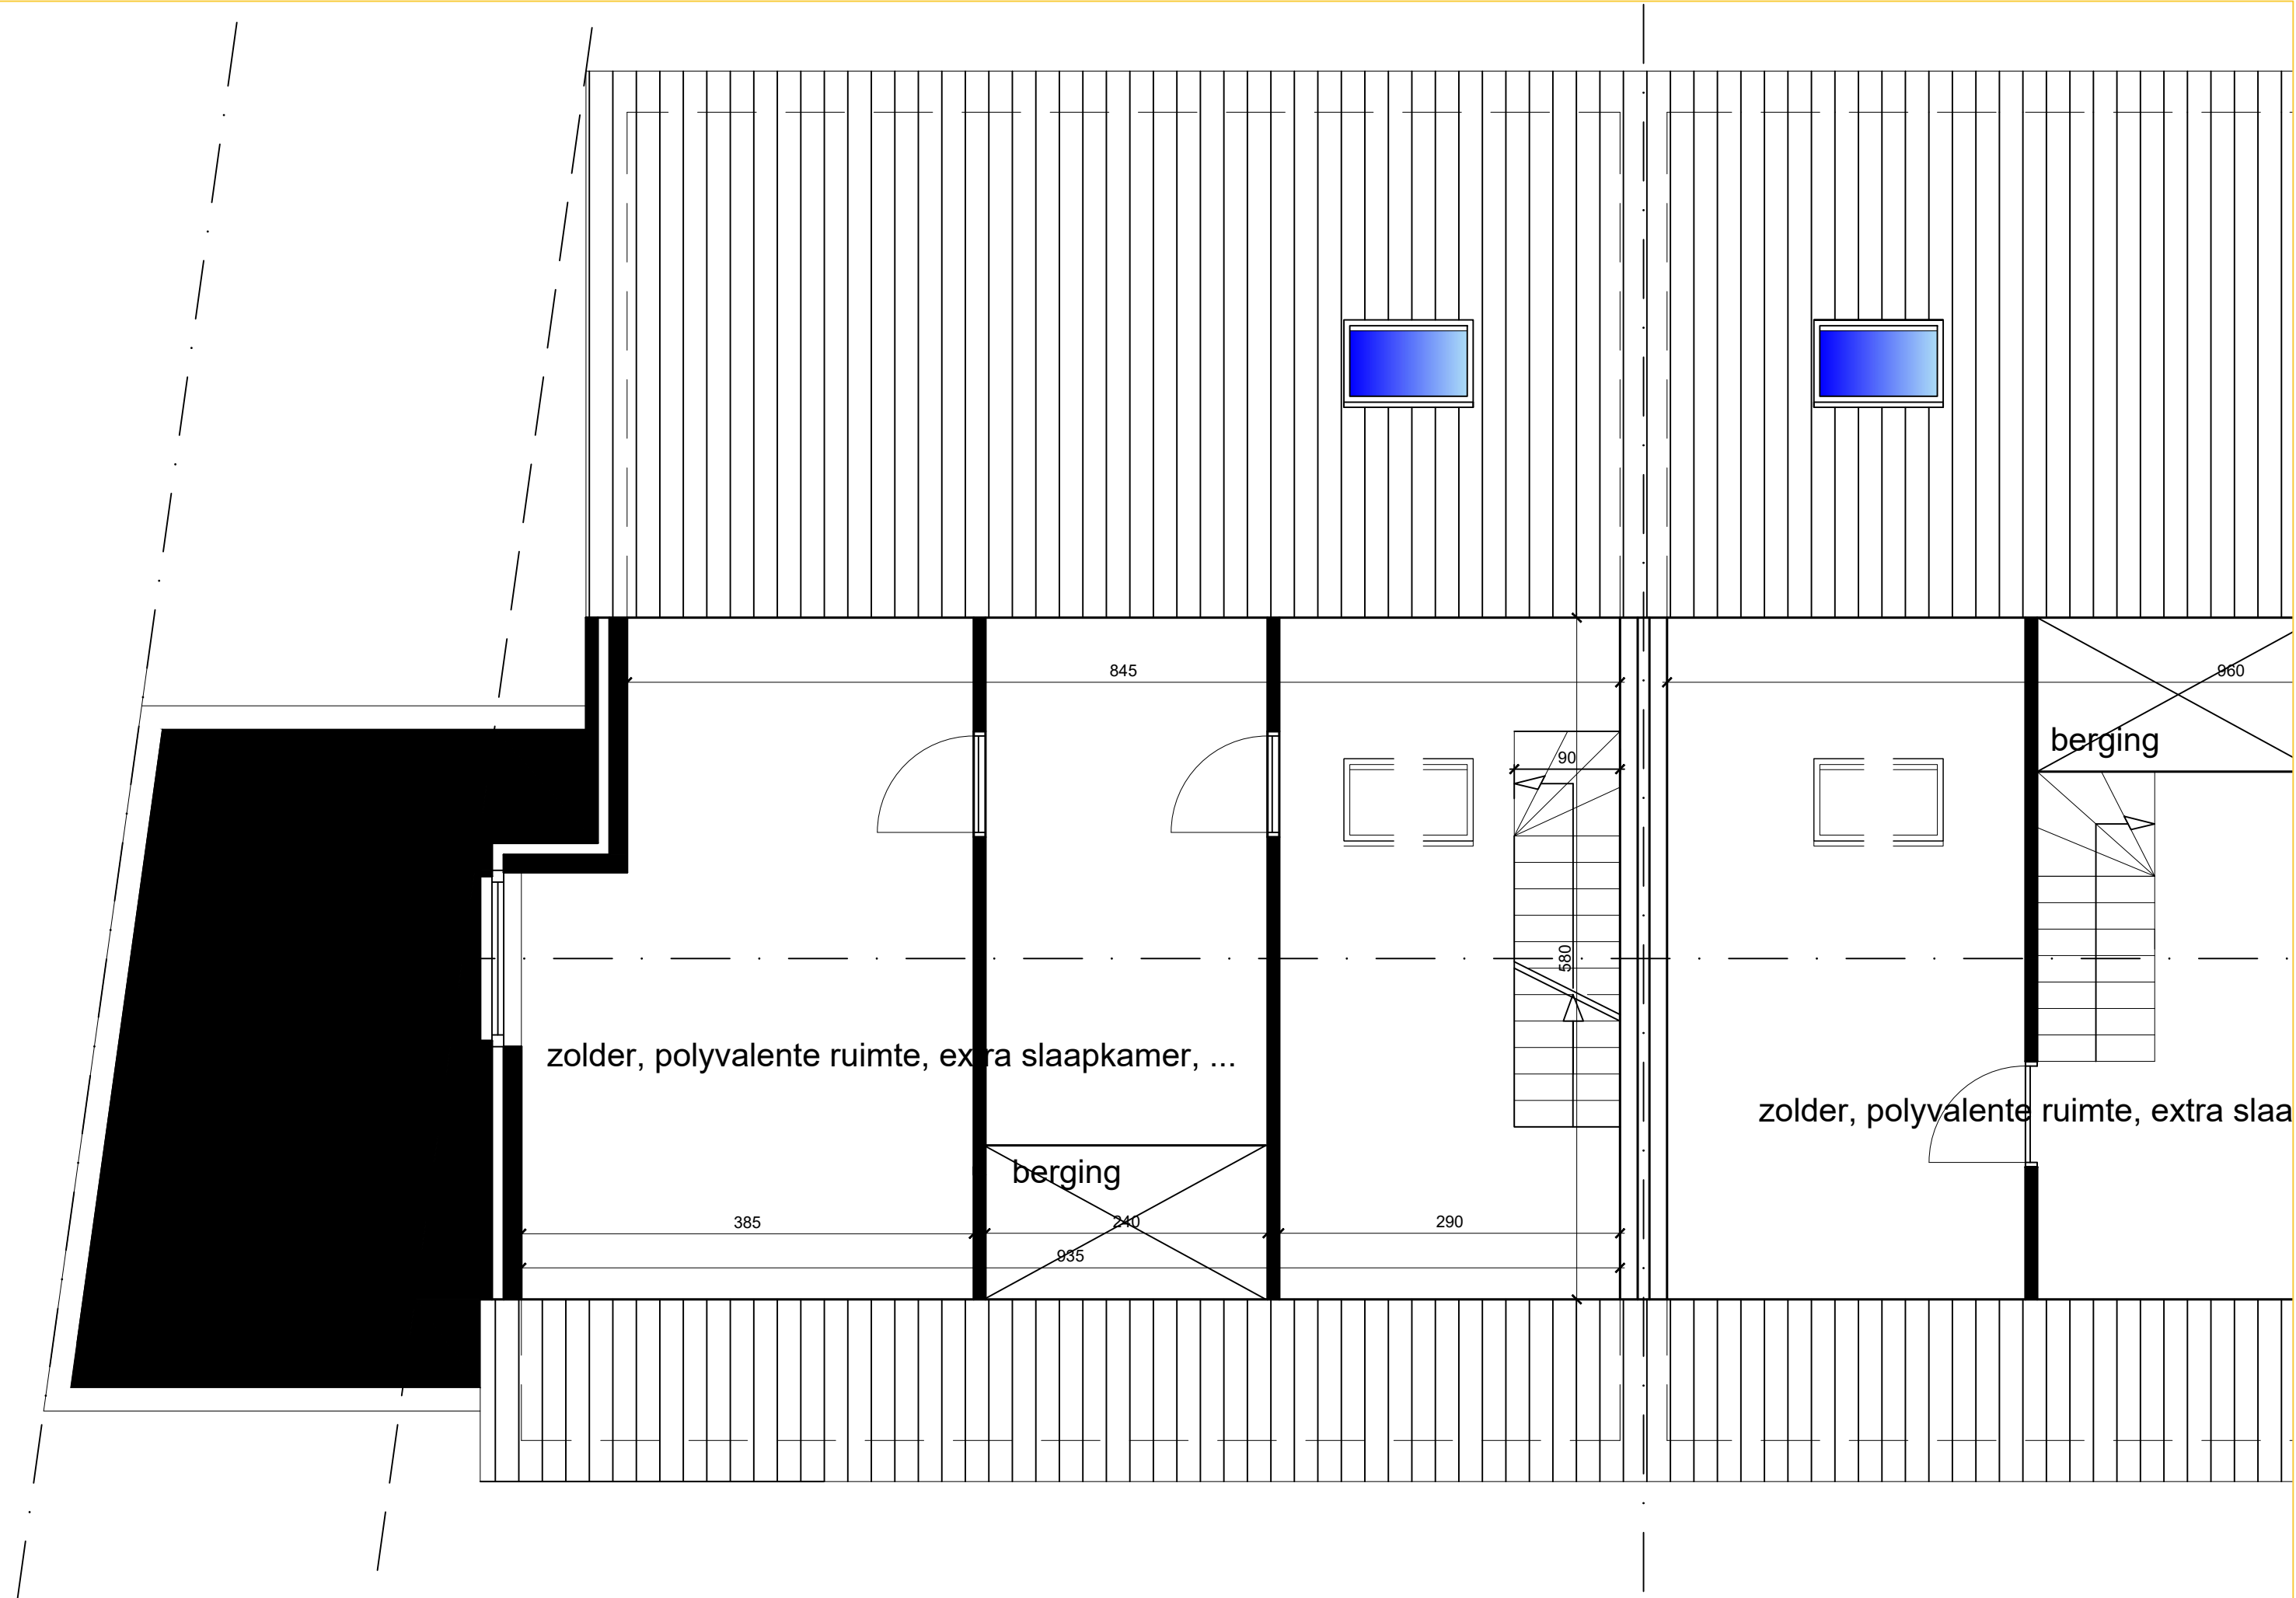 845
960
berging
90
580
zolder, polyvalente ruimte, extra slaapkamer, ...
zolder, polyvalente ruimte, extra slaa
berging
385
240
290
935